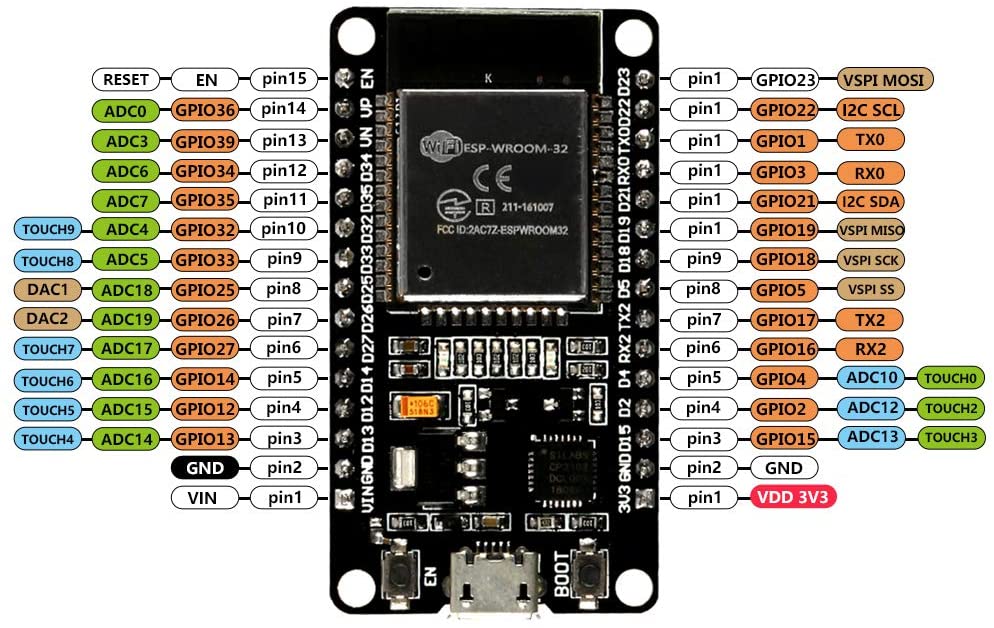 RESET EN pin15 EN D23 pin1 GPIO23 VSPI MOSI
ADC0 GPIO36 pin14 VP D22 pin1 GPIO22 I2C SCL
ADC3 GPIO39 pin13 VN TX0 pin1 GPIO1 TX0
ADC6 GPIO34 pin12 D34 RX0 pin1 GPIO3 RX0
ADC7 GPIO35 pin11 D35 D21 pin1 GPIO21 I2C SDA
TOUCH9 ADC4 GPIO32 pin10 D32 D19 pin1 GPIO19 VSPI MISO
TOUCH8 ADC5 GPIO33 pin9 D33 D18 pin9 GPIO18 VSPI SCK
DAC1 ADC18 GPIO25 pin8 D25 D5 pin8 GPIO5 VSPI SS
DAC2 ADC19 GPIO26 pin7 D26 TX2 pin7 GPIO17 TX2
TOUCH7 ADC17 GPIO27 pin6 D27 RX2 pin6 GPIO16 RX2
TOUCH6 ADC16 GPIO14 pin5 D14 D4 pin5 GPIO4 ADC10 TOUCH0
TOUCH5 ADC15 GPIO12 pin4 D12 D2 pin4 GPIO2 ADC12 TOUCH2
TOUCH4 ADC14 GPIO13 pin3 D13 D15 pin3 GPIO15 ADC13 TOUCH3
GND pin2 GND GND pin2 GND
VIN pin1 VIN 3V3 pin1 VDD 3V3
K
WiFi ESP-WROOM-32
CE
R 211-161007
FCC ID:2AC7Z-ESPWROOM32
106C
518N3
SILABS
EN
BOOT